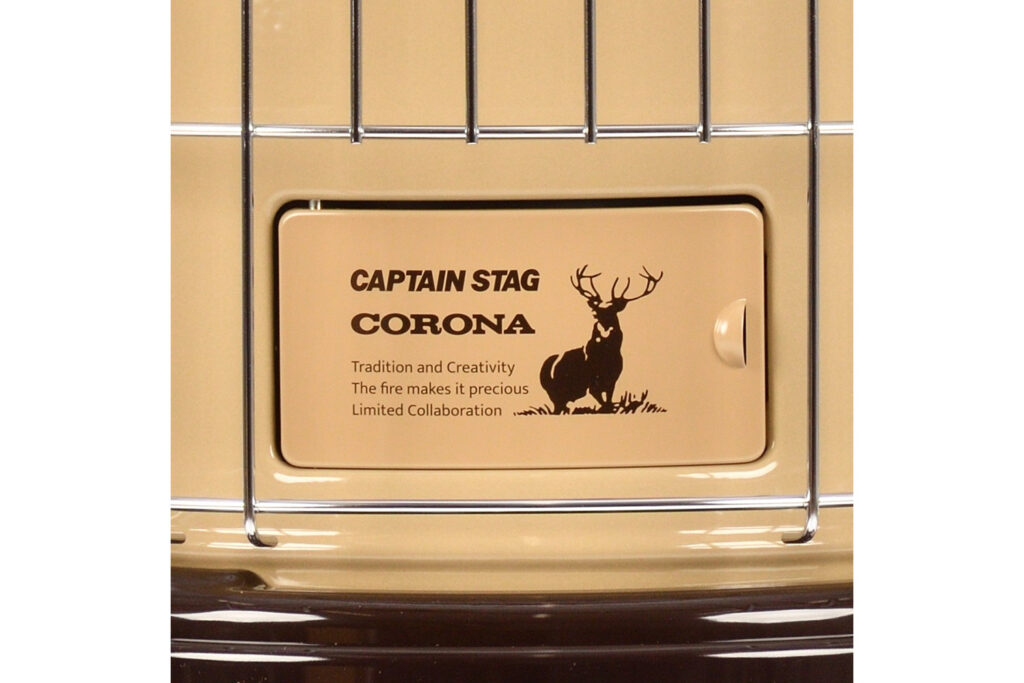 CAPTAIN STAG
CORONA
Tradition and Creativity
The fire makes it precious
Limited Collaboration